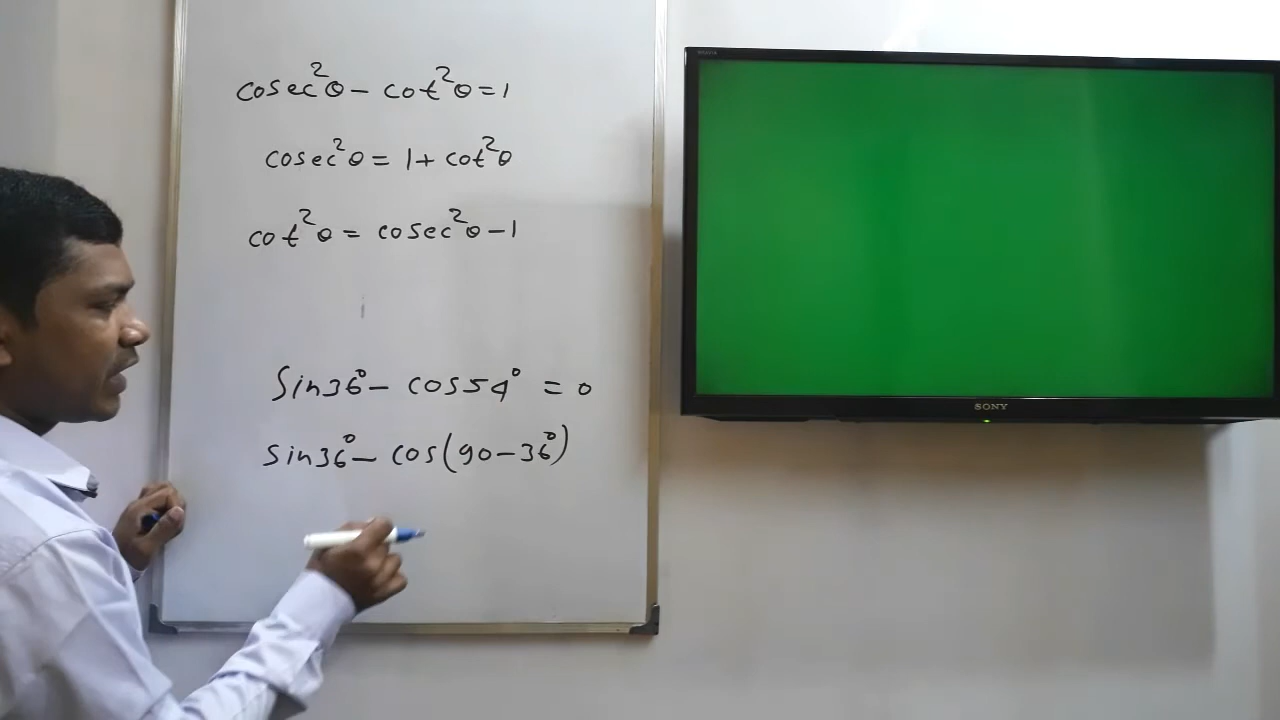 cosec²θ - cot²θ = 1
cosec²θ = 1 + cot²θ
cot²θ = cosec²θ - 1
Sin36° - cos54° = 0
sin36° - cos(90 - 36°)
SONY